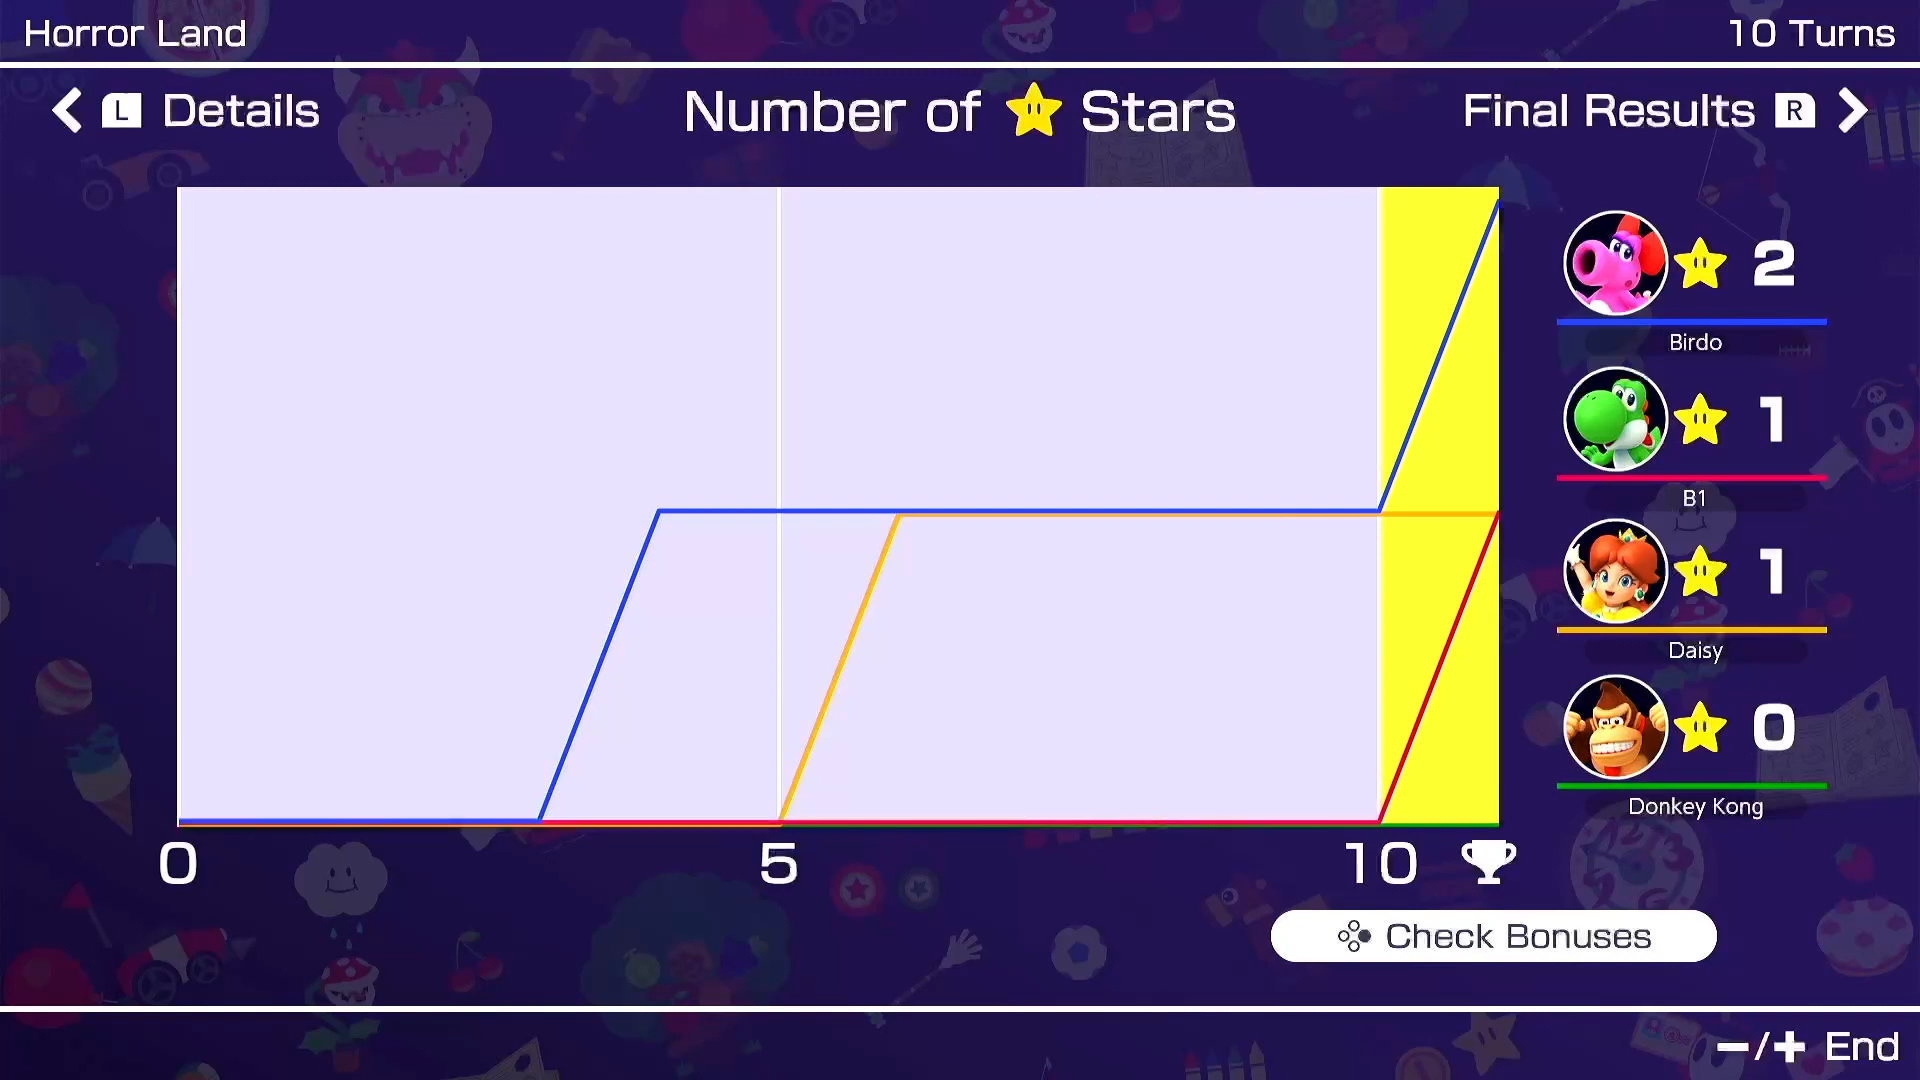 Horror Land
10 Turns
L Details
Number of Stars
Final Results R
2
Birdo
1
B1
1
Daisy
0
Donkey Kong
0 5 10
Check Bonuses
−/+ End